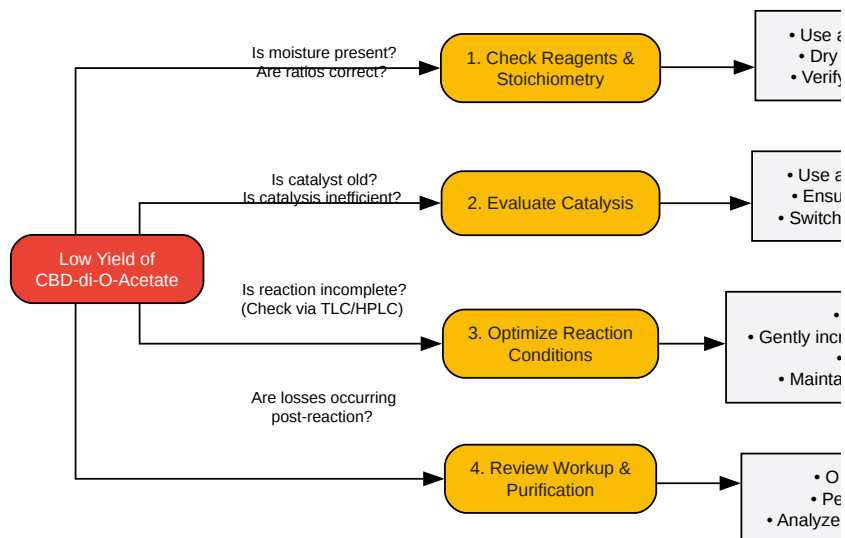 Is moisture present?
Are ratios correct?
1. Check Reagents &
Stoichiometry
• Use a
• Dry
• Verify
Is catalyst old?
Is catalysis inefficient?
2. Evaluate Catalysis
• Use a
• Ensu
• Switch
Low Yield of
CBD-di-O-Acetate
Is reaction incomplete?
(Check via TLC/HPLC)
3. Optimize Reaction
Conditions
•
• Gently incr
•
• Mainta
Are losses occurring
post-reaction?
4. Review Workup &
Purification
• O
• Pe
• Analyze